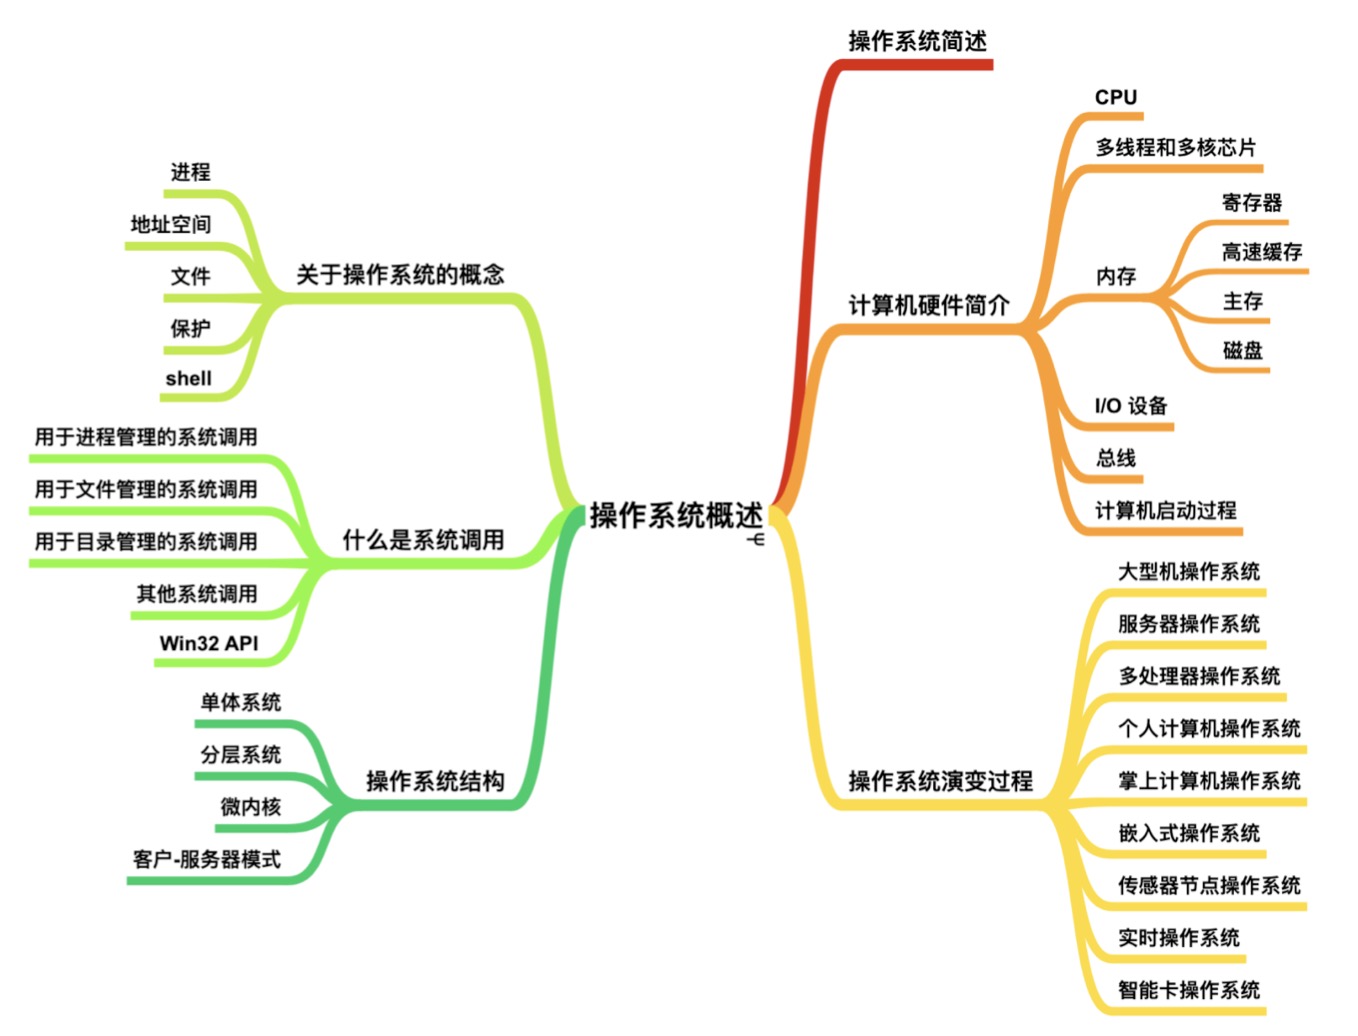 操作系统概述
操作系统简述
计算机硬件简介
CPU
多线程和多核芯片
内存
寄存器
高速缓存
主存
磁盘
I/O 设备
总线
计算机启动过程
操作系统演变过程
大型机操作系统
服务器操作系统
多处理器操作系统
个人计算机操作系统
掌上计算机操作系统
嵌入式操作系统
传感器节点操作系统
实时操作系统
智能卡操作系统
关于操作系统的概念
进程
地址空间
文件
保护
shell
什么是系统调用
用于进程管理的系统调用
用于文件管理的系统调用
用于目录管理的系统调用
其他系统调用
Win32 API
操作系统结构
单体系统
分层系统
微内核
客户-服务器模式